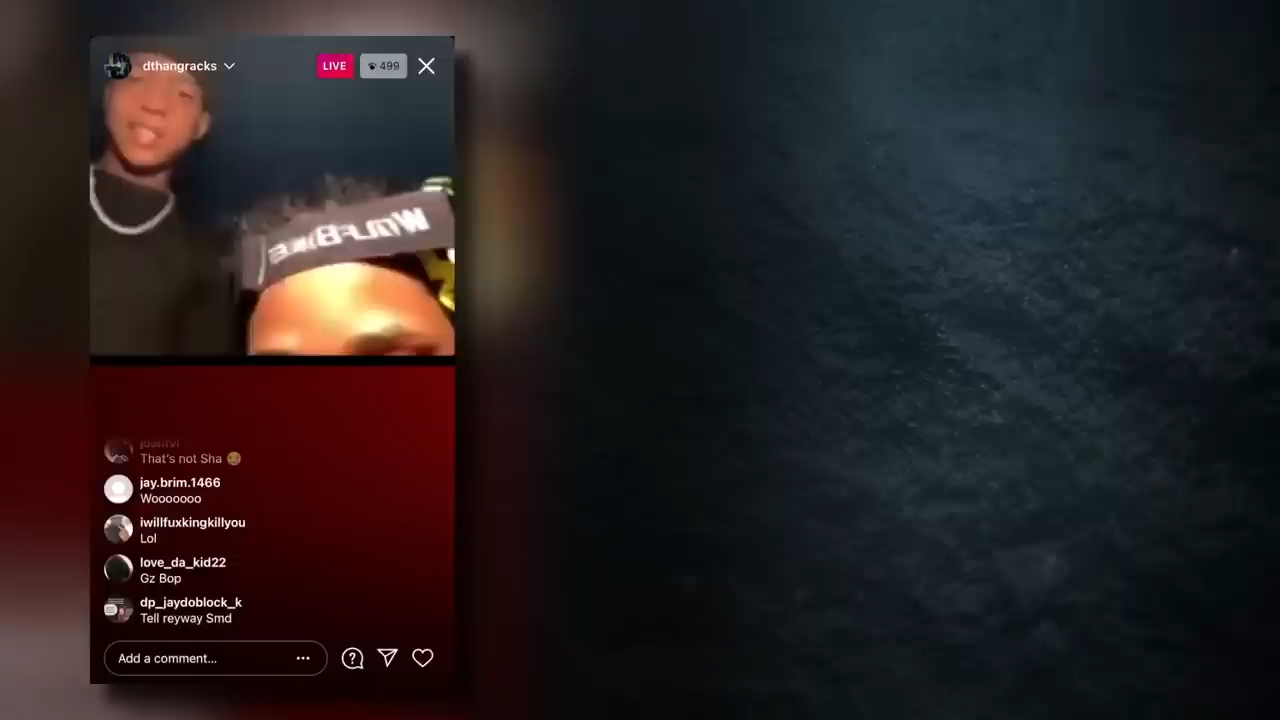 dthangracks
LIVE
499
That's not Sha 😢
jay.brim.1466
Wooooooo
iwillfuxkingkillyou
Lol
love_da_kid22
Gz Bop
dp_jaydoblock_k
Tell reyway Smd
Add a comment...